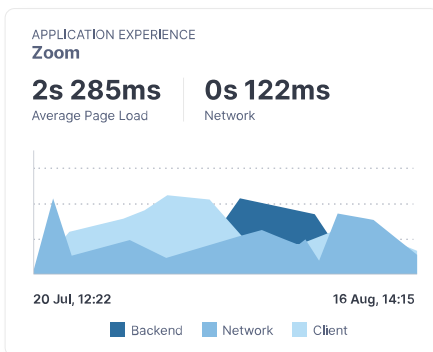 APPLICATION EXPERIENCE
Zoom
2s 285ms
Average Page Load
0s 122ms
Network
20 Jul, 12:22
16 Aug, 14:15
Backend
Network
Client